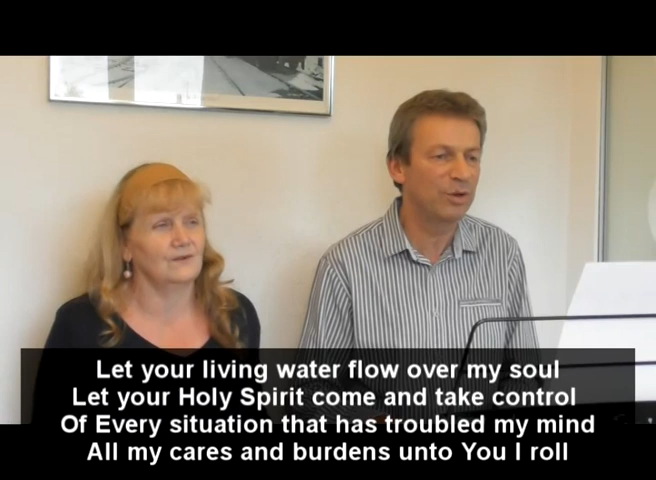 Let your living water flow over my soul
Let your Holy Spirit come and take control
Of Every situation that has troubled my mind
All my cares and burdens unto You I roll